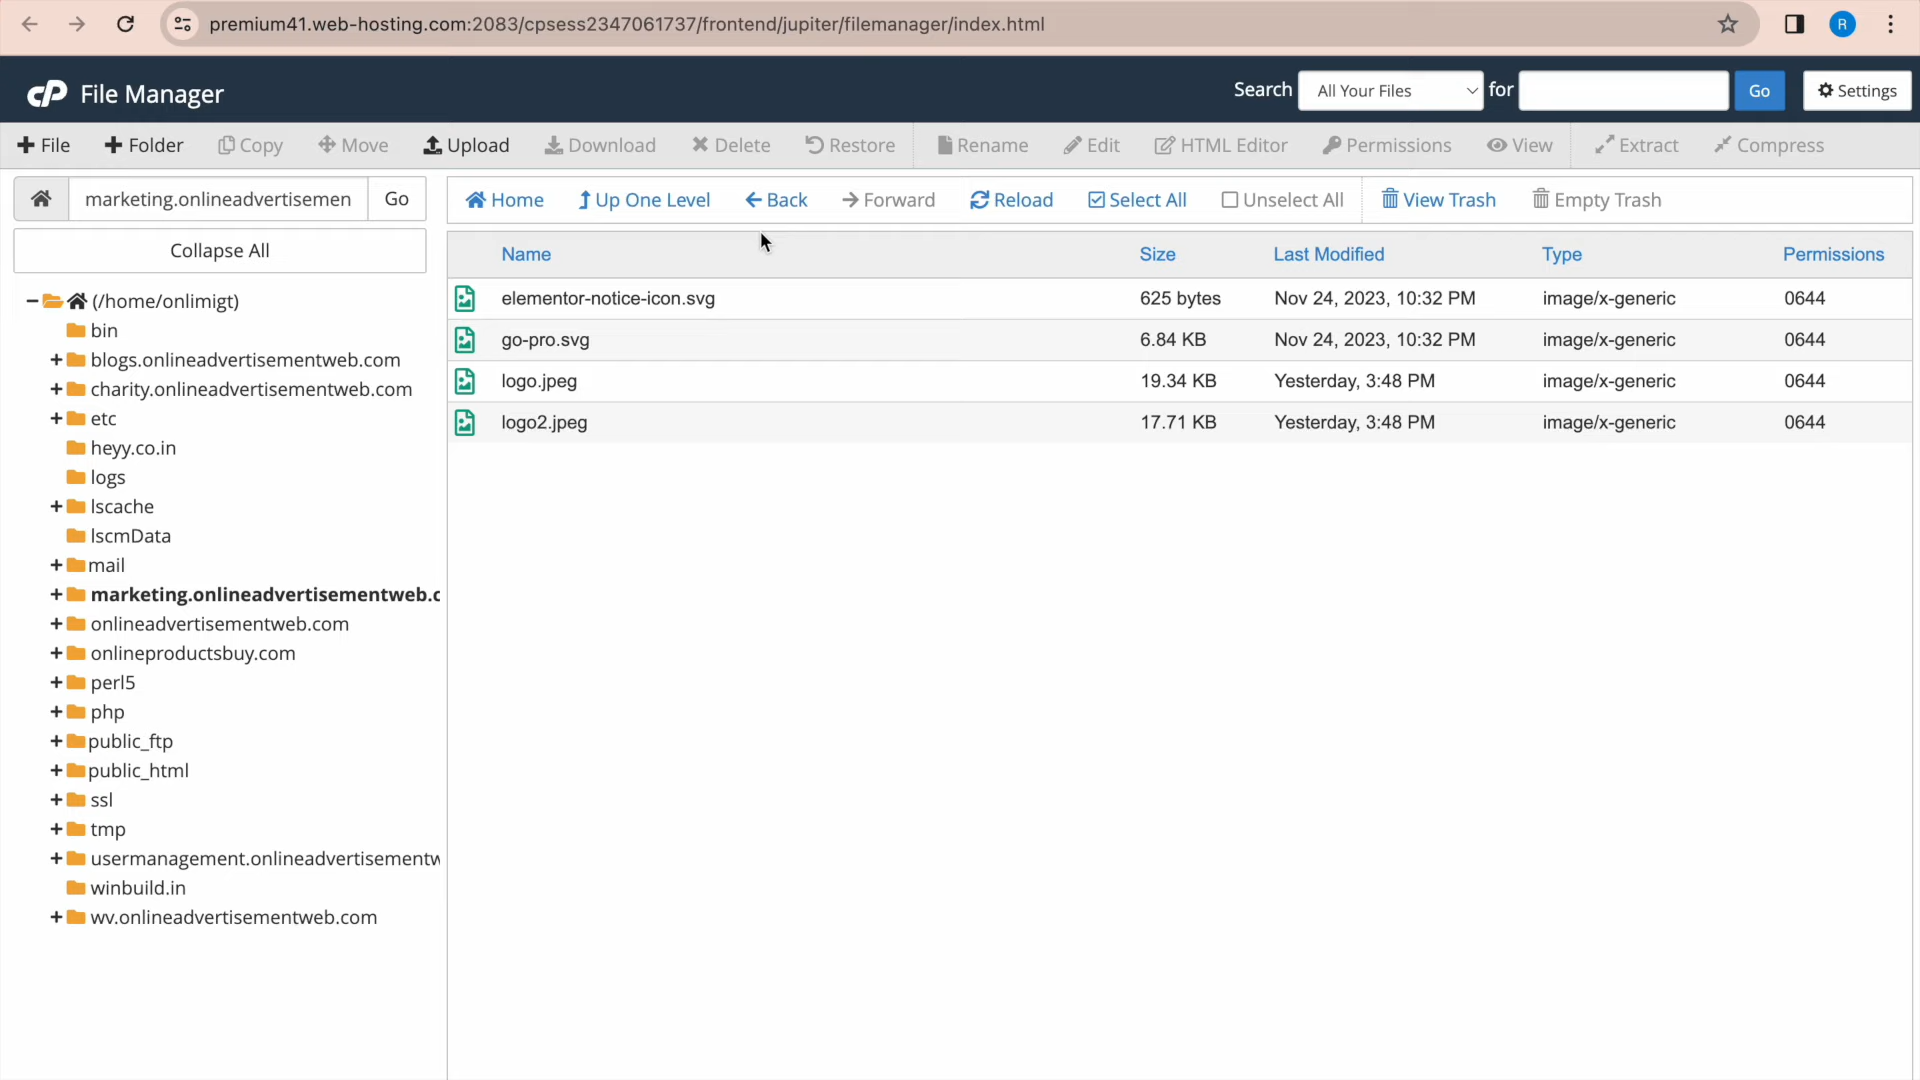 premium41.web-hosting.com:2083/cpsess2347061737/frontend/jupiter/filemanager/index.html
R
cP File Manager
Search All Your Files for Go Settings
File Folder Copy Move Upload Download Delete Restore Rename Edit HTML Editor Permissions View Extract Compress
marketing.onlineadvertisemen Go
Home Up One Level Back Forward Reload Select All Unselect All View Trash Empty Trash
Collapse All
Name Size Last Modified Type Permissions
elementor-notice-icon.svg 625 bytes Nov 24, 2023, 10:32 PM image/x-generic 0644
go-pro.svg 6.84 KB Nov 24, 2023, 10:32 PM image/x-generic 0644
logo.jpeg 19.34 KB Yesterday, 3:48 PM image/x-generic 0644
logo2.jpeg 17.71 KB Yesterday, 3:48 PM image/x-generic 0644
(/home/onlimigt)
bin
blogs.onlineadvertisementweb.com
charity.onlineadvertisementweb.com
etc
heyy.co.in
logs
lscache
lscmData
mail
marketing.onlineadvertisementweb.c
onlineadvertisementweb.com
onlineproductsbuy.com
perl5
php
public_ftp
public_html
ssl
tmp
usermanagement.onlineadvertisementw
winbuild.in
wv.onlineadvertisementweb.com